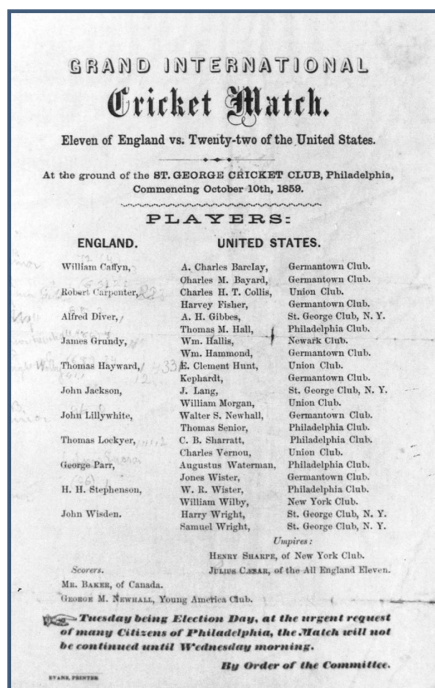 GRAND INTERNATIONAL
Cricket Match.
Eleven of England vs. Twenty-two of the United States.
At the ground of the ST. GEORGE CRICKET CLUB, Philadelphia,
Commencing October 10th, 1859.
PLAYERS:
ENGLAND. UNITED STATES.
William Caffyn, A. Charles Barclay, Germantown Club.
Charles M. Bayard, Germantown Club.
Robert Carpenter, Charles H. T. Collis, Union Club.
Harvey Fisher, Germantown Club.
Alfred Diver, A. H. Gibbes, St. George Club, N. Y.
Thomas M. Hall, Philadelphia Club.
James Grundy, Wm. Hallis, Newark Club.
Wm. Hammond, Germantown Club.
Thomas Hayward, E. Clement Hunt, Union Club.
Kephardt, Germantown Club.
John Jackson, J. Lang, St. George Club, N. Y.
William Morgan, Union Club.
John Lillywhite, Walter S. Newhall, Germantown Club.
Thomas Senior, Philadelphia Club.
Thomas Lockyer, C. B. Sharratt, Philadelphia Club.
Charles Vernou, Union Club.
George Parr, Augustus Waterman, Philadelphia Club.
Jones Wister, Germantown Club.
H. H. Stephenson, W. R. Wister, Philadelphia Club.
William Wilby, New York Club.
John Wisden. Harry Wright, St. George Club, N. Y.
Samuel Wright, St. George Club, N. Y.
Umpires:
HENRY SHARPE, of New York Club.
Scorers. JULIUS CÆSAR, of the All England Eleven.
MR. BAKER, of Canada.
GEORGE M. NEWHALL, Young America Club.
Tuesday being Election Day, at the urgent request
of many Citizens of Philadelphia, the Match will not
be continued until Wednesday morning.
By Order of the Committee.
EVANS, PRINTER